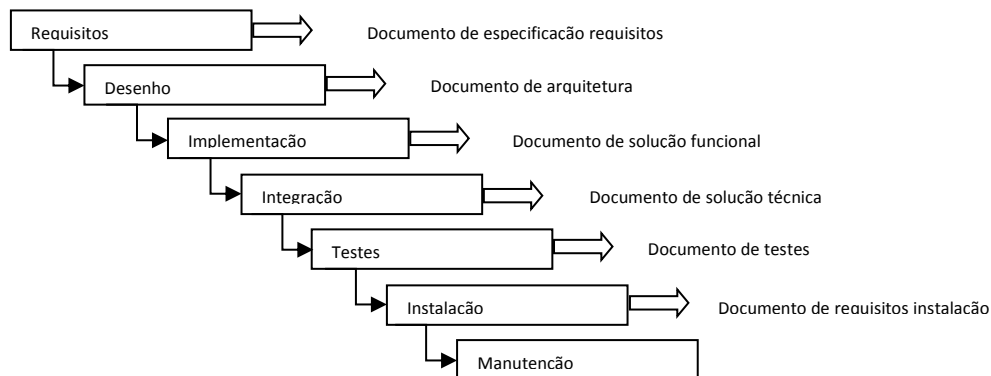 Requisitos
Documento de especificação requisitos
Desenho
Documento de arquitetura
Implementação
Documento de solução funcional
Integração
Documento de solução técnica
Testes
Documento de testes
Instalação
Documento de requisitos instalação
Manutenção